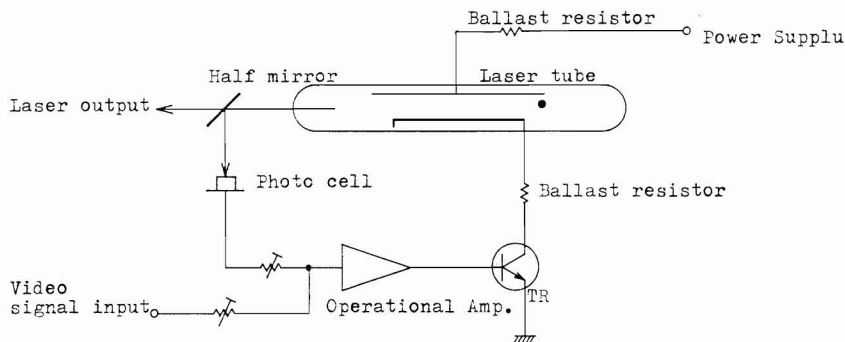 Ballast resistor
Power Supplu
Half mirror
Laser tube
Laser output
Photo cell
Ballast resistor
Video
signal input
Operational Amp.
TR